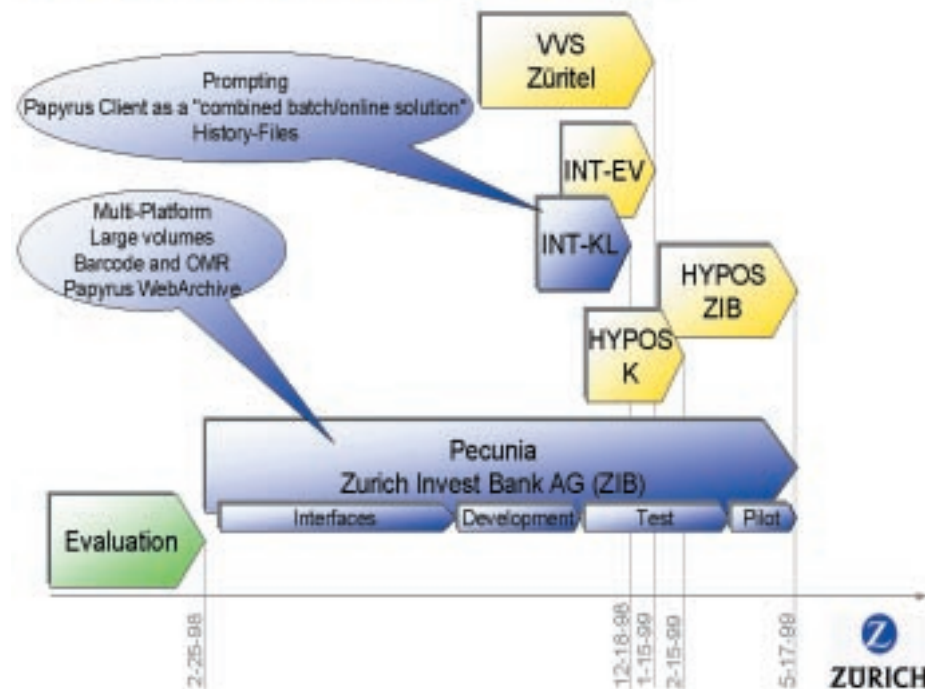 VVS
Züritel
Prompting
Papyrus Client as a "combined batch/online solution"
History-Files
INT-EV
INT-KL
Multi-Platform
Large volumes
Barcode and OMR
Papyrus WebArchive
HYPOS
ZIB
HYPOS
K
Pecunia
Zurich Invest Bank AG (ZIB)
Interfaces
Development
Test
Pilot
Evaluation
2-25-98
12-18-98
1-15-99
2-15-99
5-17-99
Z
ZÜRICH